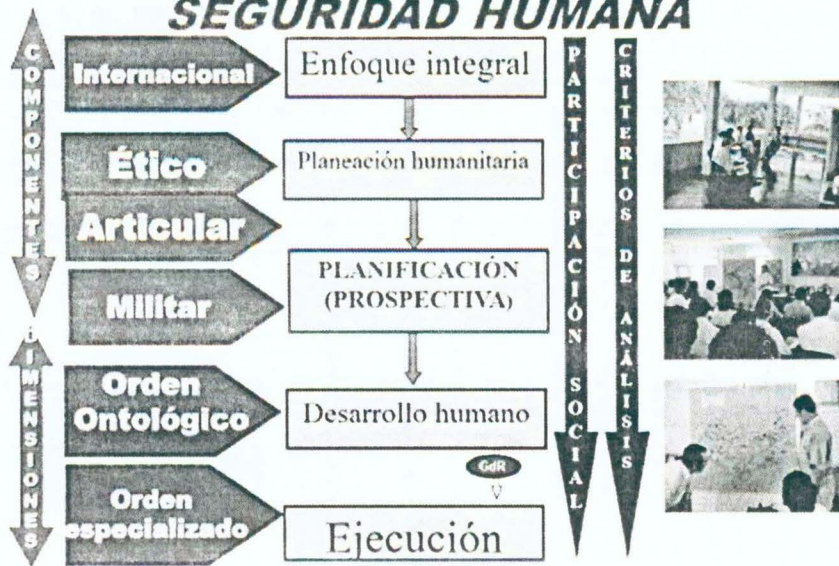 SEGURIDAD HUMANA
COMPONENTES
DIMENSIONES
Internacional
Ético
Articular
Militar
Orden
Ontológico
Orden
especializado
Enfoque integral
Planeación humanitaria
PLANIFICACIÓN
(PROSPECTIVA)
Desarrollo humano
GdR
Ejecución
PARTICIPACIÓN SOCIAL
CRITERIOS DE ANÁLISIS